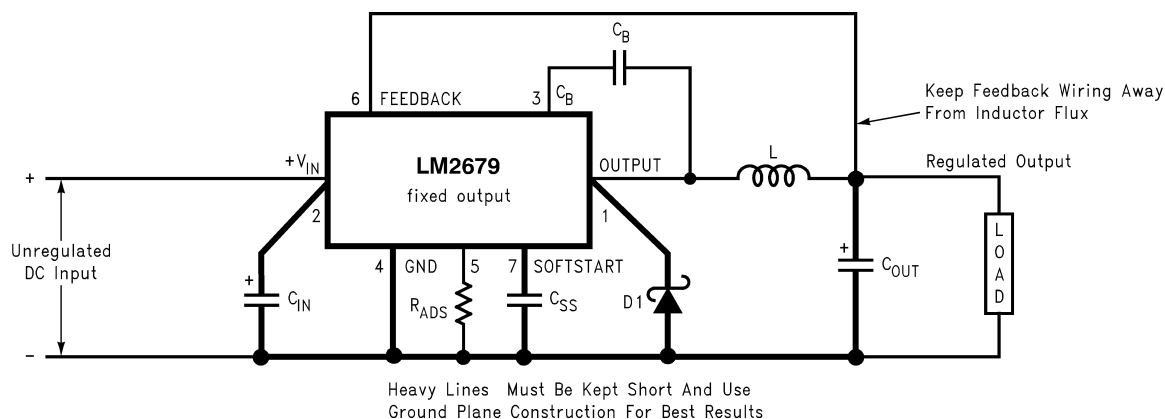 C_B
6 FEEDBACK 3 C_B
Keep Feedback Wiring Away
From Inductor Flux
+V_IN LM2679 OUTPUT L Regulated Output
fixed output
+
2 1
Unregulated
DC Input
4 GND 5 7 SOFTSTART
+ C_IN R_ADS C_SS D1 + C_OUT LOAD
–
Heavy Lines Must Be Kept Short And Use
Ground Plane Construction For Best Results